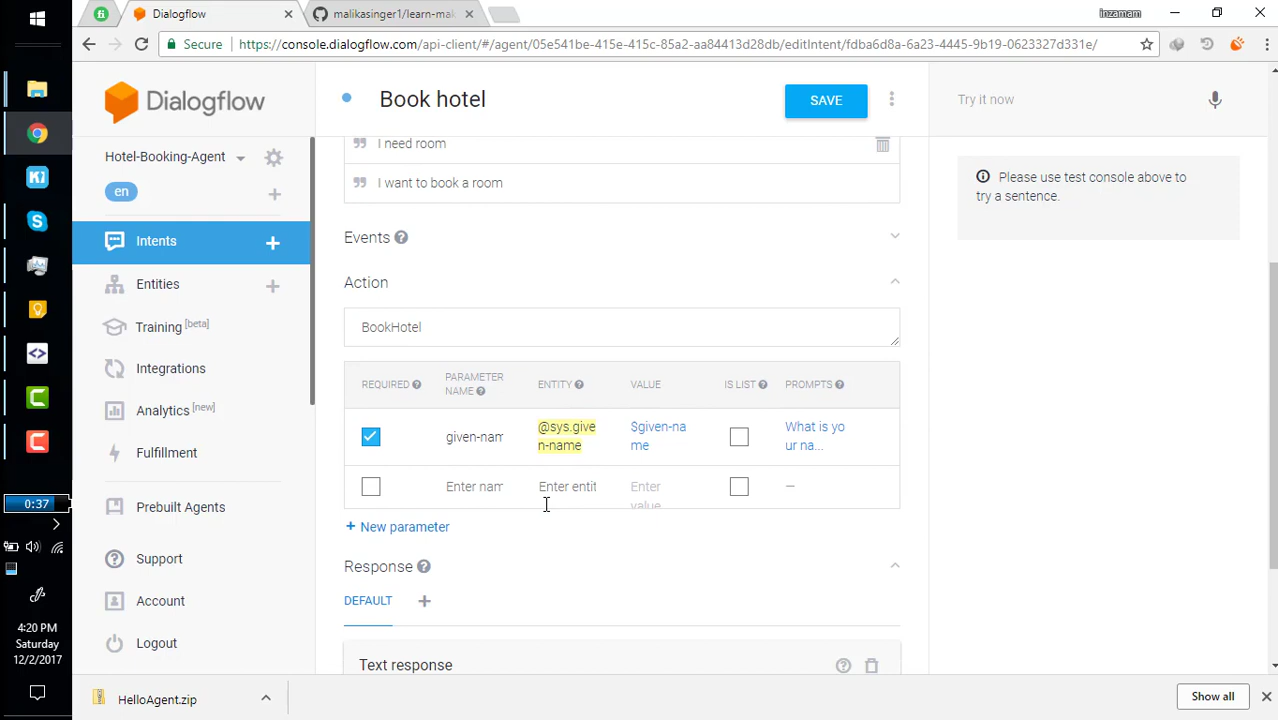 Dialogflow
malikasinger1/learn-mak
Inzamam
Secure
https://console.dialogflow.com/api-client/#/agent/05e541be-415e-415c-85a2-aa84413d28db/editIntent/fdba6d8a-6a23-4445-9b19-0623327d331e/
Dialogflow
Book hotel
SAVE
Try it now
Hotel-Booking-Agent
en
Intents
Entities
Training [beta]
Integrations
Analytics [new]
Fulfillment
Prebuilt Agents
Support
Account
Logout
I need room
I want to book a room
Events
Action
BookHotel
REQUIRED
PARAMETER
NAME
ENTITY
VALUE
IS LIST
PROMPTS
given-nam
@sys.give
n-name
$given-na
me
What is yo
ur na...
Enter nam
Enter entit
Enter
value
–
+ New parameter
Response
DEFAULT
Text response
Please use test console above to
try a sentence.
0:37
4:20 PM
Saturday
12/2/2017
HelloAgent.zip
Show all